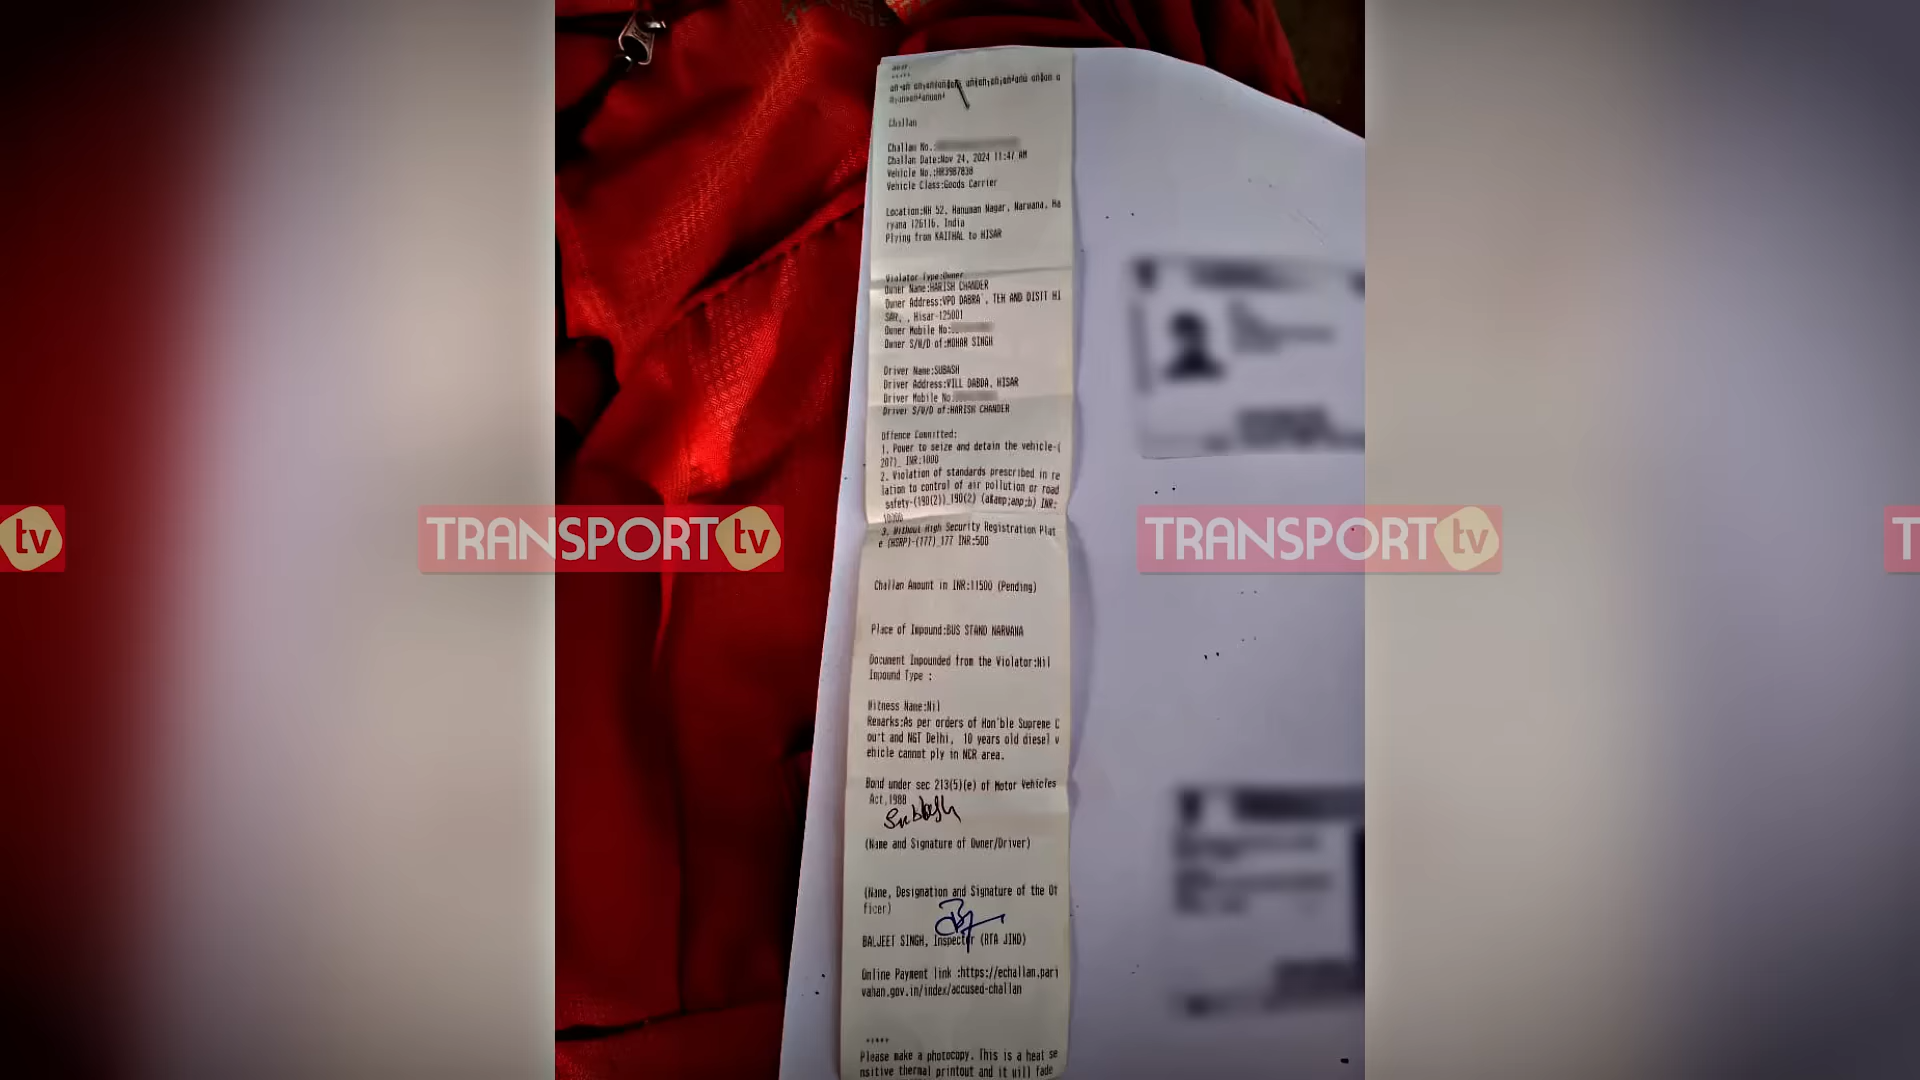 Challan
Challan No.:
Challan Date:Nov 24, 2024 11:47 AM
Vehicle No.:HR39B7838
Vehicle Class:Goods Carrier
Location:NH 52, Hanuman Nagar, Narwana, Ha
ryana 126116, India
Plying from KAITHAL to HISAR
Violator Type:Owner
Owner Name:HARISH CHANDER
Owner Address:VPO DABRA , TEH AND DISTT HI
SAR, , Hisar-125001
Owner Mobile No:
Owner S/W/D of:MOHAR SINGH
Driver Name:SUBASH
Driver Address:VILL DABDA, HISAR
Driver Mobile No
Driver S/W/D of:HARISH CHANDER
Offence Committed:
1. Power to seize and detain the vehicle-(
207)_ INR:1000
2. Violation of standards prescribed in re
lation to control of air pollution or road
safety-(190(2))_190(2) (a&amp;amp;b) INR:
10000
3. Without High Security Registration Plat
e (HSRP)-(177)_177 INR:500
TRANSPORT tv
TRANSPORT tv
tv
T
Challan Amount in INR:11500 (Pending)
Place of Impound:BUS STAND NARWANA
Document Impounded from the Violator:Nil
Impound Type :
Witness Name:Nil
Remarks:As per orders of Hon'ble Supreme C
ourt and NGT Delhi, 10 years old diesel v
ehicle cannot ply in NCR area.
Bond under sec 213(5)(e) of Motor Vehicles
Act,1988
Subhash
(Name and Signature of Owner/Driver)
(Name, Designation and Signature of the Of
ficer)
BALJEET SINGH, Inspector (RTA JIND)
Online Payment link :https://echallan.pari
vahan.gov.in/index/accused-challan
*****
Please make a photocopy. This is a heat se
nsitive thermal printout and it will fade